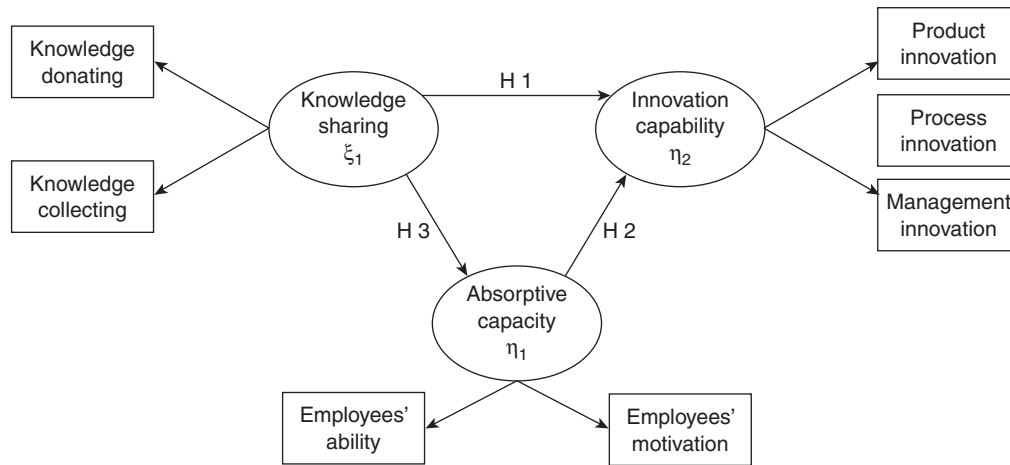 Knowledge
donating
Knowledge
collecting
Knowledge
sharing
ξ1
H 1
Innovation
capability
η2
Product
innovation
Process
innovation
Management
innovation
H 3
H 2
Absorptive
capacity
η1
Employees'
ability
Employees'
motivation